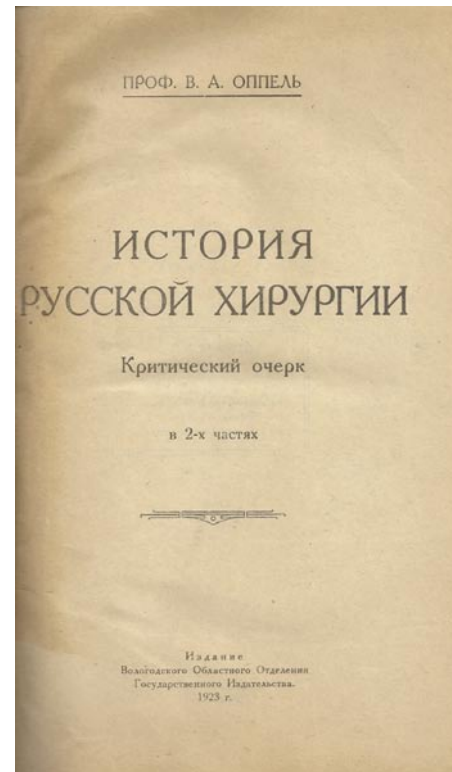 ПРОФ. В. А. ОППЕЛЬ
ИСТОРИЯ
РУССКОЙ ХИРУРГИИ
Критический очерк
в 2-х частях
Издание
Вологодского Областного Отделения
Государственного Издательства.
1923 г.